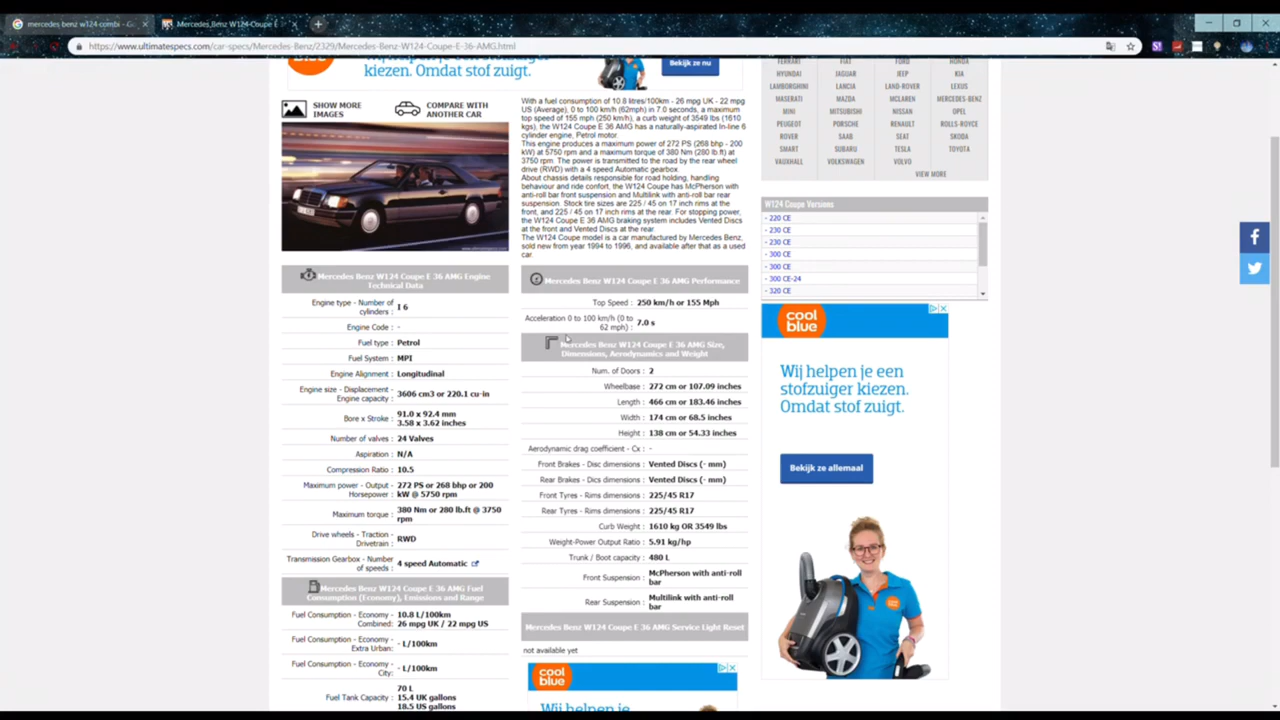 mercedes benz w124 combi - Go
Mercedes Benz W124 Coupe E
https://www.ultimatespecs.com/car-specs/Mercedes-Benz/2329/Mercedes-Benz-W124-Coupe-E-36-AMG.html
kiezen. Omdat stof zuigt.
Bekijk ze nu
SHOW MORE
IMAGES
COMPARE WITH
ANOTHER CAR
www.ultimatespecs.com
With a fuel consumption of 10.8 litres/100km - 26 mpg UK - 22 mpg
US (Average), 0 to 100 km/h (62mph) in 7.0 seconds, a maximum
top speed of 155 mph (250 km/h), a curb weight of 3549 lbs (1610
kgs), the W124 Coupe E 36 AMG has a naturally-aspirated In-line 6
cylinder engine, Petrol motor.
This engine produces a maximum power of 272 PS (268 bhp - 200
kW) at 5750 rpm and a maximum torque of 380 Nm (280 lb.ft) at
3750 rpm. The power is transmitted to the road by the rear wheel
drive (RWD) with a 4 speed Automatic gearbox.
About chassis details responsible for road holding, handling
behaviour and ride confort, the W124 Coupe has McPherson with
anti-roll bar front suspension and Multilink with anti-roll bar rear
suspension. Stock tire sizes are 225 / 45 on 17 inch rims at the
front, and 225 / 45 on 17 inch rims at the rear. For stopping power,
the W124 Coupe E 36 AMG braking system includes Vented Discs
at the front and Vented Discs at the rear.
The W124 Coupe model is a car manufactured by Mercedes Benz,
sold new from year 1994 to 1996, and available after that as a used
car.
Mercedes Benz W124 Coupe E 36 AMG Engine
Technical Data
Engine type - Number of
cylinders : I 6
Engine Code : -
Fuel type : Petrol
Fuel System : MPI
Engine Alignment : Longitudinal
Engine size - Displacement -
Engine capacity : 3606 cm3 or 220.1 cu-in
Bore x Stroke : 91.0 x 92.4 mm
3.58 x 3.62 inches
Number of valves : 24 Valves
Aspiration : N/A
Compression Ratio : 10.5
Maximum power - Output - 272 PS or 268 bhp or 200
Horsepower : kW @ 5750 rpm
Maximum torque : 380 Nm or 280 lb.ft @ 3750
rpm
Drive wheels - Traction -
Drivetrain : RWD
Transmission Gearbox - Number
of speeds : 4 speed Automatic
Mercedes Benz W124 Coupe E 36 AMG Fuel
Consumption (Economy), Emissions and Range
Fuel Consumption - Economy - 10.8 L/100km
Combined: 26 mpg UK / 22 mpg US
Fuel Consumption - Economy -
Extra Urban: - L/100km
Fuel Consumption - Economy -
City: - L/100km
Fuel Tank Capacity : 70 L
15.4 UK gallons
18.5 US gallons
Mercedes Benz W124 Coupe E 36 AMG Performance
Top Speed : 250 km/h or 155 Mph
Acceleration 0 to 100 km/h (0 to
62 mph) : 7.0 s
Mercedes Benz W124 Coupe E 36 AMG Size,
Dimensions, Aerodynamics and Weight
Num. of Doors : 2
Wheelbase : 272 cm or 107.09 inches
Length : 466 cm or 183.46 inches
Width : 174 cm or 68.5 inches
Height : 138 cm or 54.33 inches
Aerodynamic drag coefficient - Cx : -
Front Brakes - Disc dimensions : Vented Discs (- mm)
Rear Brakes - Dics dimensions : Vented Discs (- mm)
Front Tyres - Rims dimensions : 225/45 R17
Rear Tyres - Rims dimensions : 225/45 R17
Curb Weight : 1610 kg OR 3549 lbs
Weight-Power Output Ratio : 5.91 kg/hp
Trunk / Boot capacity : 480 L
Front Suspension : McPherson with anti-roll
bar
Rear Suspension : Multilink with anti-roll
bar
Mercedes Benz W124 Coupe E 36 AMG Service Light Reset
not available yet
cool
blue
Wij helpen je
FERRARI FIAT FORD HONDA
HYUNDAI JAGUAR JEEP KIA
LAMBORGHINI LANCIA LAND-ROVER LEXUS
MASERATI MAZDA MCLAREN MERCEDES-BENZ
MINI MITSUBISHI NISSAN OPEL
PEUGEOT PORSCHE RENAULT ROLLS-ROYCE
ROVER SAAB SEAT SKODA
SMART SUBARU TESLA TOYOTA
VAUXHALL VOLKSWAGEN VOLVO
VIEW MORE
W124 Coupe Versions
- 220 CE
- 230 CE
- 230 CE
- 300 CE
- 300 CE
- 300 CE-24
- 320 CE
cool
blue
Wij helpen je een
stofzuiger kiezen.
Omdat stof zuigt.
Bekijk ze allemaal